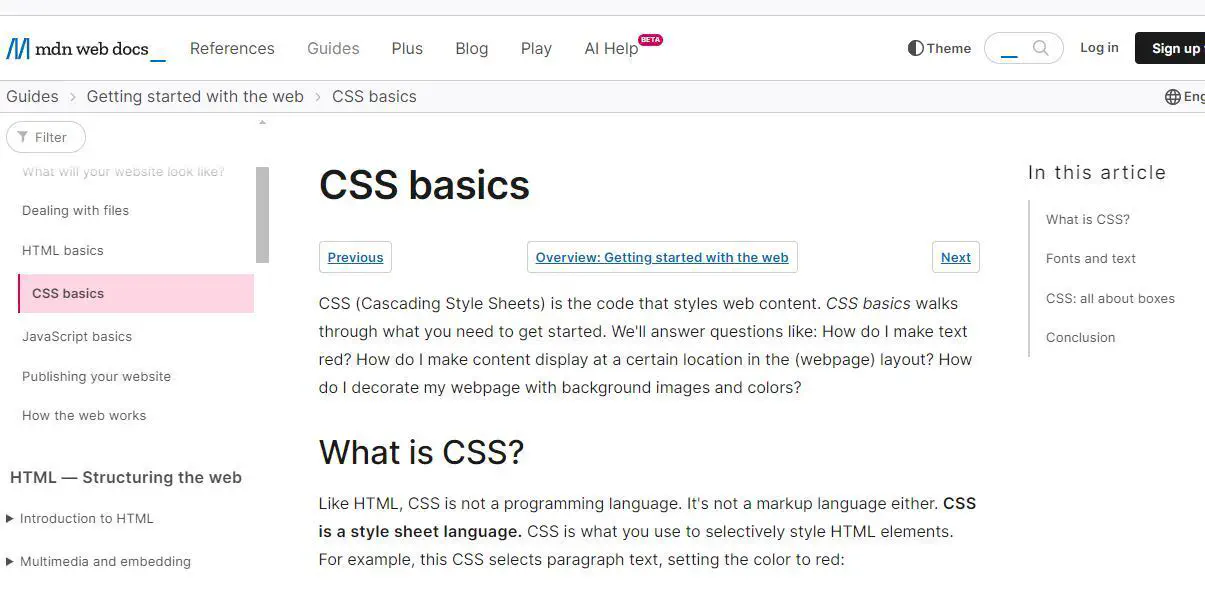 mdn web docs_ References Guides Plus Blog Play AI Help BETA Theme Log in Sign up
Guides > Getting started with the web > CSS basics Eng
Filter
What will your website look like?
Dealing with files
HTML basics
CSS basics
JavaScript basics
Publishing your website
How the web works
HTML — Structuring the web
Introduction to HTML
Multimedia and embedding
CSS basics
Previous Overview: Getting started with the web Next
CSS (Cascading Style Sheets) is the code that styles web content. CSS basics walks
through what you need to get started. We'll answer questions like: How do I make text
red? How do I make content display at a certain location in the (webpage) layout? How
do I decorate my webpage with background images and colors?
What is CSS?
Like HTML, CSS is not a programming language. It's not a markup language either. CSS
is a style sheet language. CSS is what you use to selectively style HTML elements.
For example, this CSS selects paragraph text, setting the color to red:
In this article
What is CSS?
Fonts and text
CSS: all about boxes
Conclusion